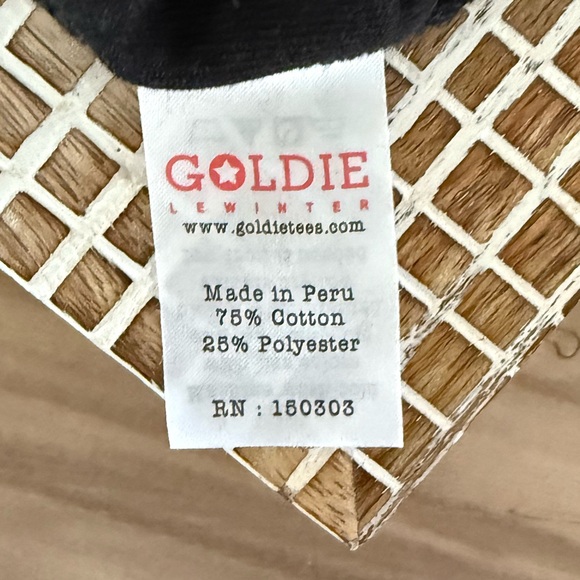 GOLDIE
LEWINTER
www.goldietees.com
Made in Peru
75% Cotton
25% Polyester
RN : 150303